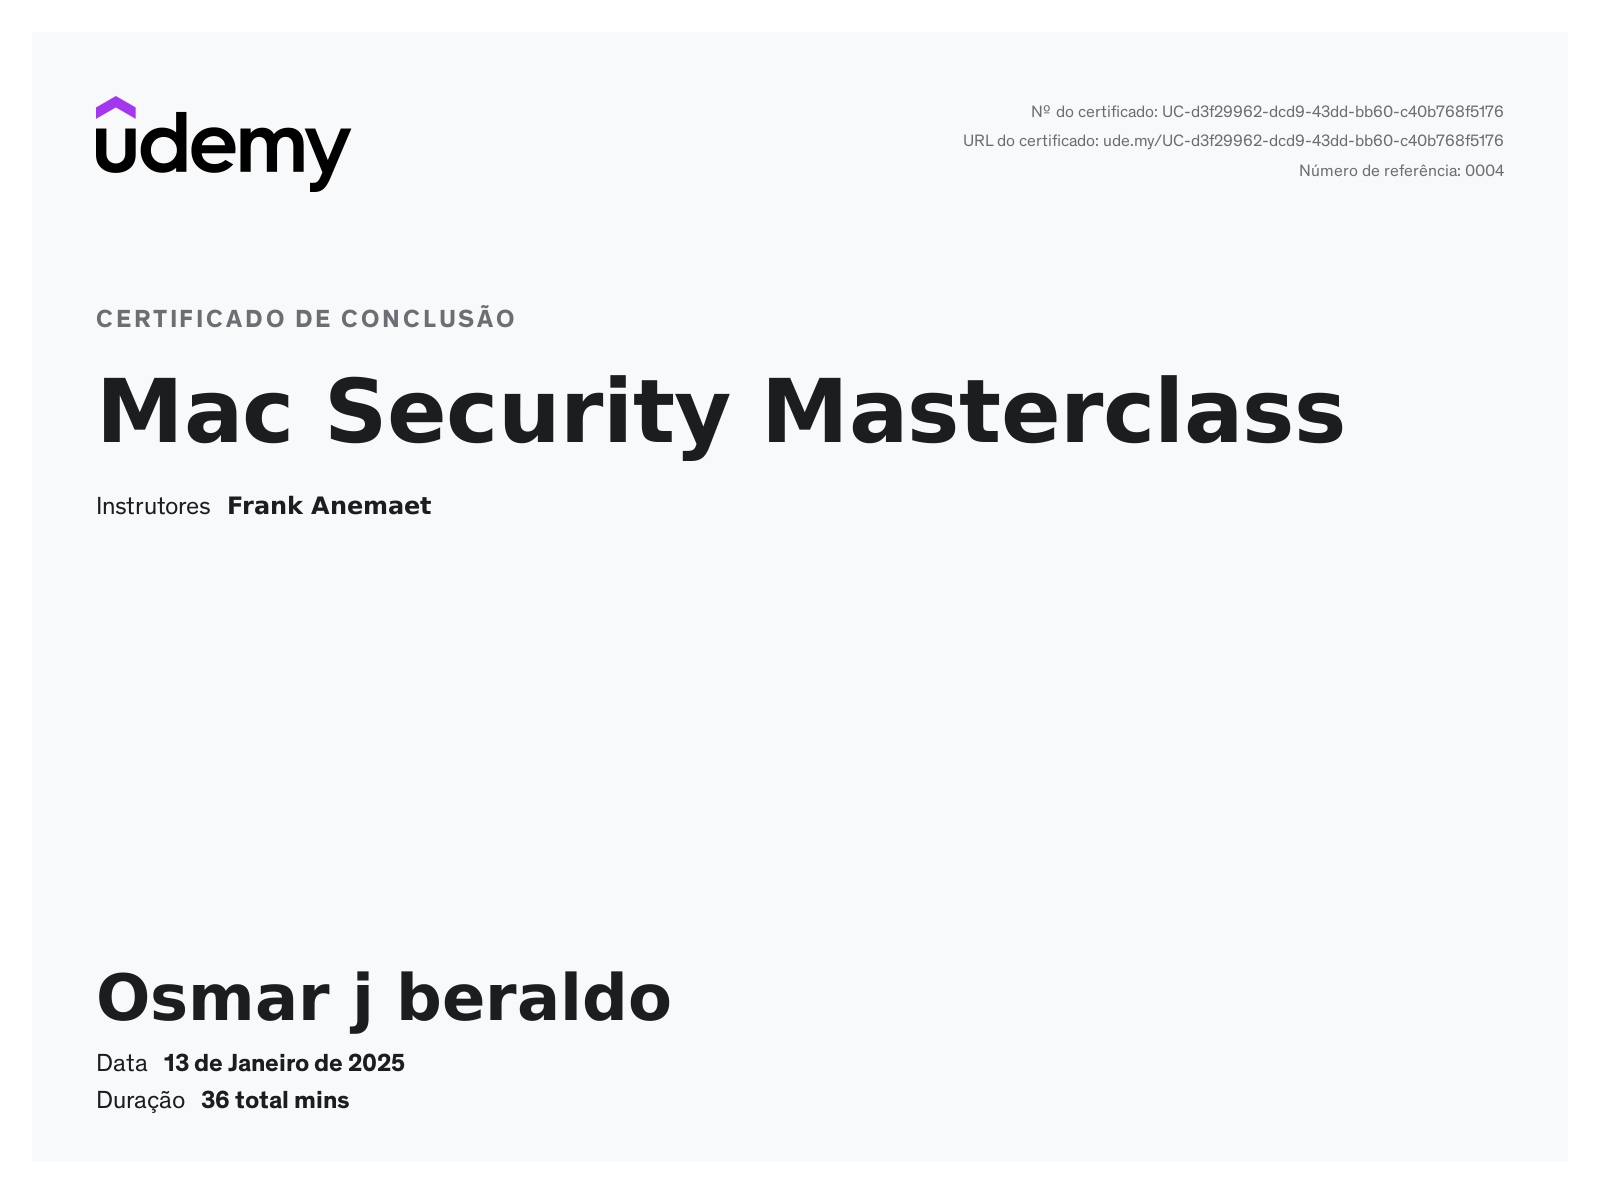 udemy
Nº do certificado: UC-d3f29962-dcd9-43dd-bb60-c40b768f5176
URL do certificado: ude.my/UC-d3f29962-dcd9-43dd-bb60-c40b768f5176
Número de referência: 0004
CERTIFICADO DE CONCLUSÃO
Mac Security Masterclass
Instrutores Frank Anemaet
Osmar j beraldo
Data 13 de Janeiro de 2025
Duração 36 total mins